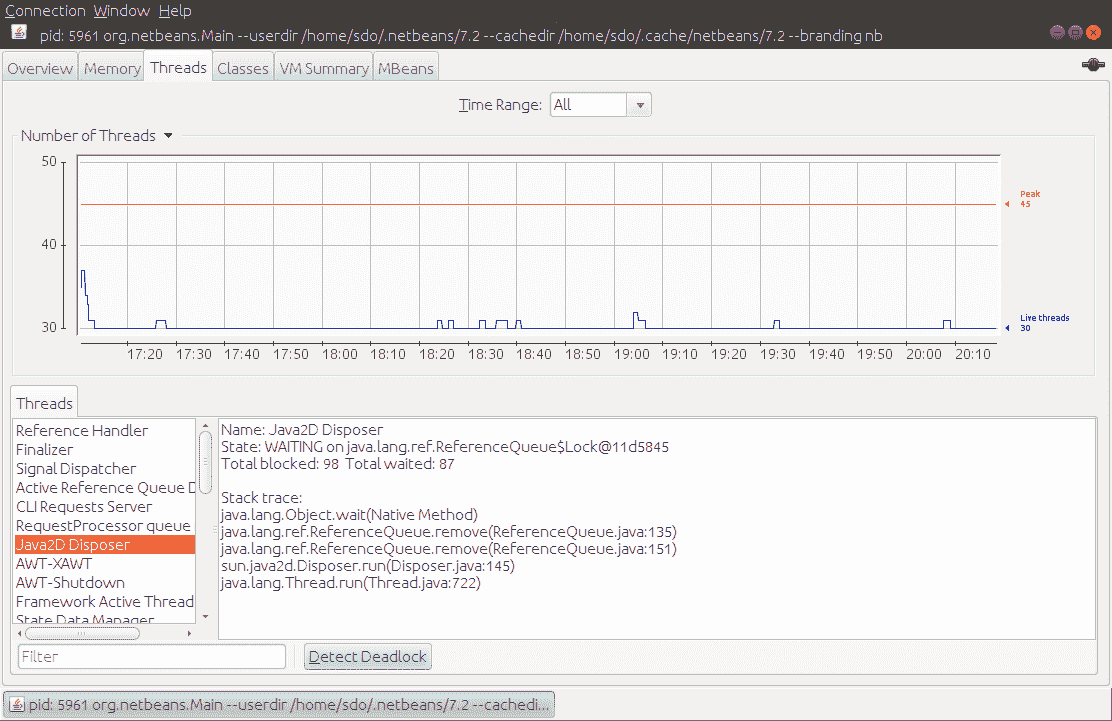 Connection Window Help
pid: 5961 org.netbeans.Main --userdir /home/sdo/.netbeans/7.2 --cachedir /home/sdo/.cache/netbeans/7.2 --branding nb
Overview Memory Threads Classes VM Summary MBeans
Time Range: All
Number of Threads
50
40
30
Peak
45
Live threads
30
17:20 17:30 17:40 17:50 18:00 18:10 18:20 18:30 18:40 18:50 19:00 19:10 19:20 19:30 19:40 19:50 20:00 20:10
Threads
Reference Handler
Finalizer
Signal Dispatcher
Active Reference Queue D
CLI Requests Server
RequestProcessor queue
Java2D Disposer
AWT-XAWT
AWT-Shutdown
Framework Active Thread
State Data Manager
Name: Java2D Disposer
State: WAITING on java.lang.ref.ReferenceQueue$Lock@11d5845
Total blocked: 98 Total waited: 87
Stack trace:
java.lang.Object.wait(Native Method)
java.lang.ref.ReferenceQueue.remove(ReferenceQueue.java:135)
java.lang.ref.ReferenceQueue.remove(ReferenceQueue.java:151)
sun.java2d.Disposer.run(Disposer.java:145)
java.lang.Thread.run(Thread.java:722)
Filter
Detect Deadlock
pid: 5961 org.netbeans.Main --userdir /home/sdo/.netbeans/7.2 --cachedi...